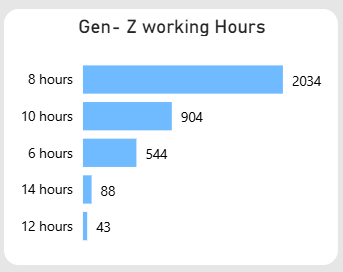 Gen- Z working Hours
8 hours 2034
10 hours 904
6 hours 544
14 hours 88
12 hours 43